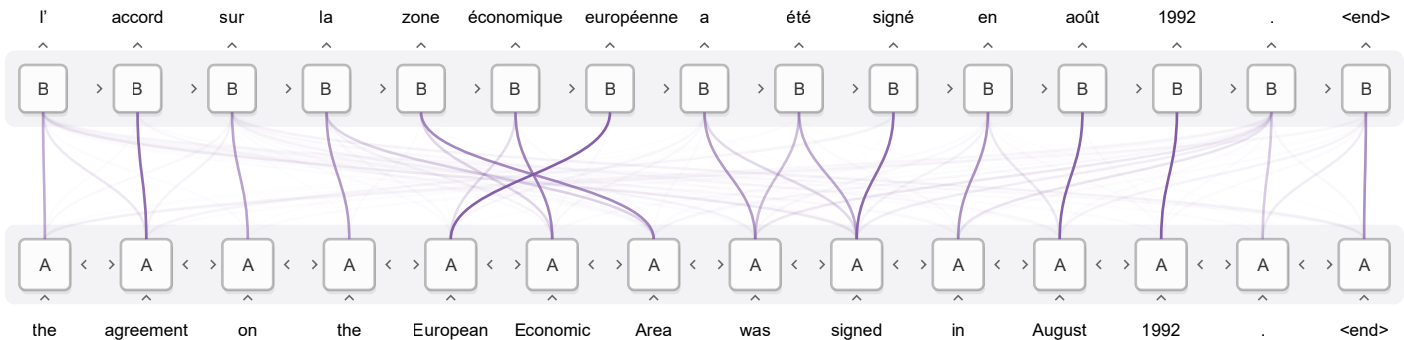 l' accord sur la zone économique européenne a été signé en août 1992 . <end>
B B B B B B B B B B B B B B B
A A A A A A A A A A A A A A
the agreement on the European Economic Area was signed in August 1992 . <end>